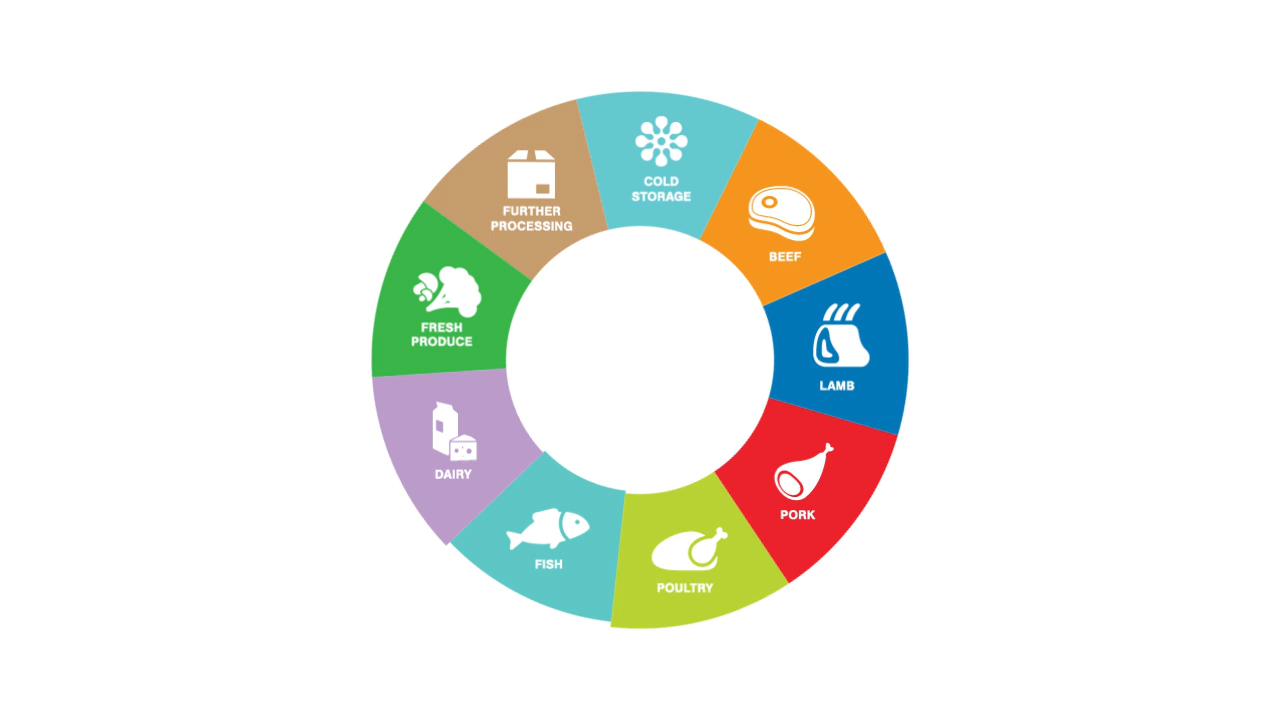 COLD
STORAGE
BEEF
LAMB
PORK
POULTRY
FISH
DAIRY
FRESH
PRODUCE
FURTHER
PROCESSING